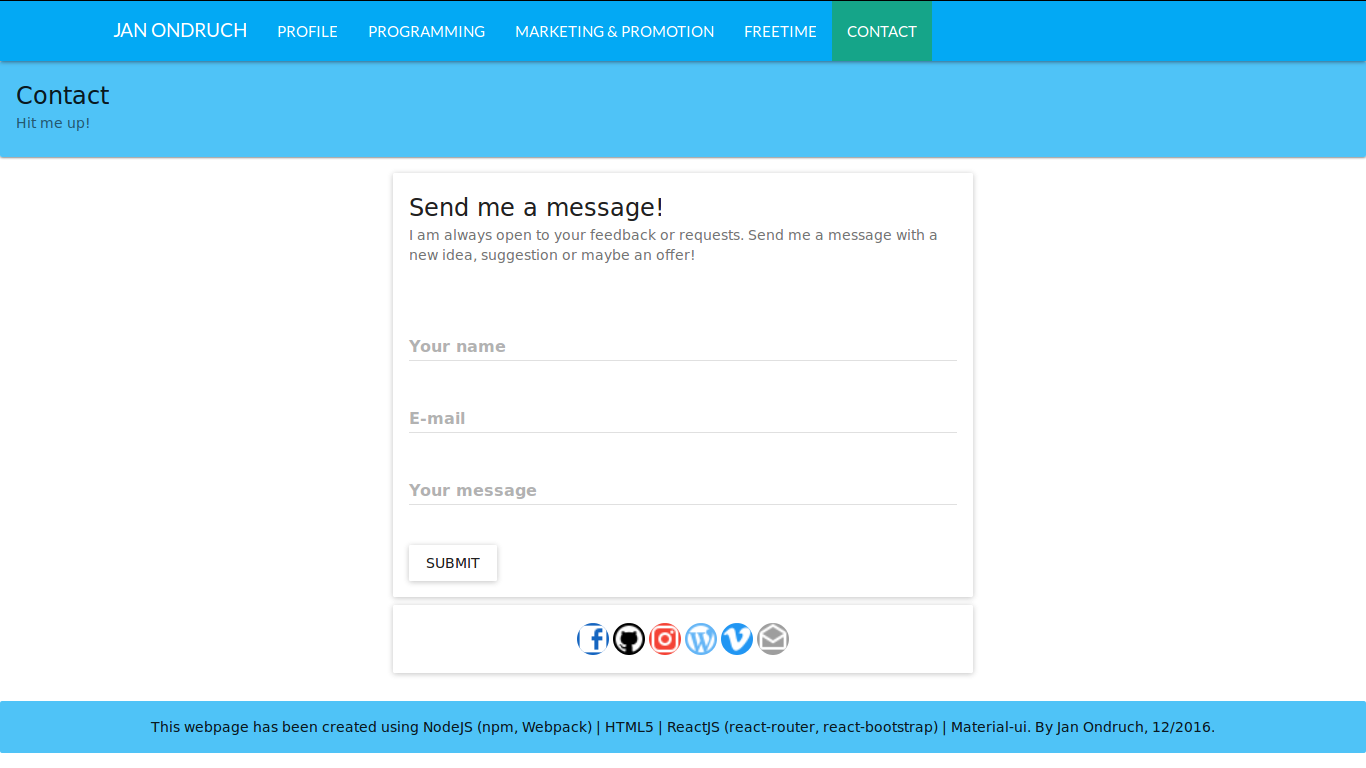 JAN ONDRUCH PROFILE PROGRAMMING MARKETING & PROMOTION FREETIME CONTACT
Contact
Hit me up!
Send me a message!
I am always open to your feedback or requests. Send me a message with a
new idea, suggestion or maybe an offer!
Your name
E-mail
Your message
SUBMIT
This webpage has been created using NodeJS (npm, Webpack) | HTML5 | ReactJS (react-router, react-bootstrap) | Material-ui. By Jan Ondruch, 12/2016.